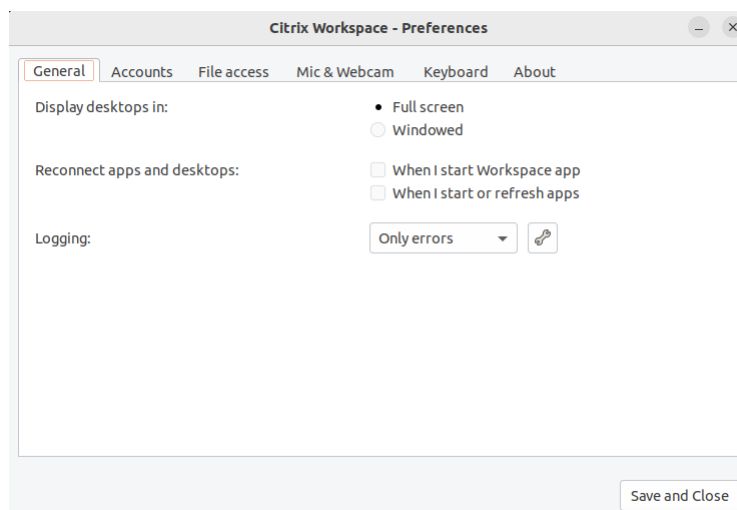 Citrix Workspace - Preferences
General Accounts File access Mic & Webcam Keyboard About
Display desktops in: Full screen
Windowed
Reconnect apps and desktops: When I start Workspace app
When I start or refresh apps
Logging: Only errors
Save and Close